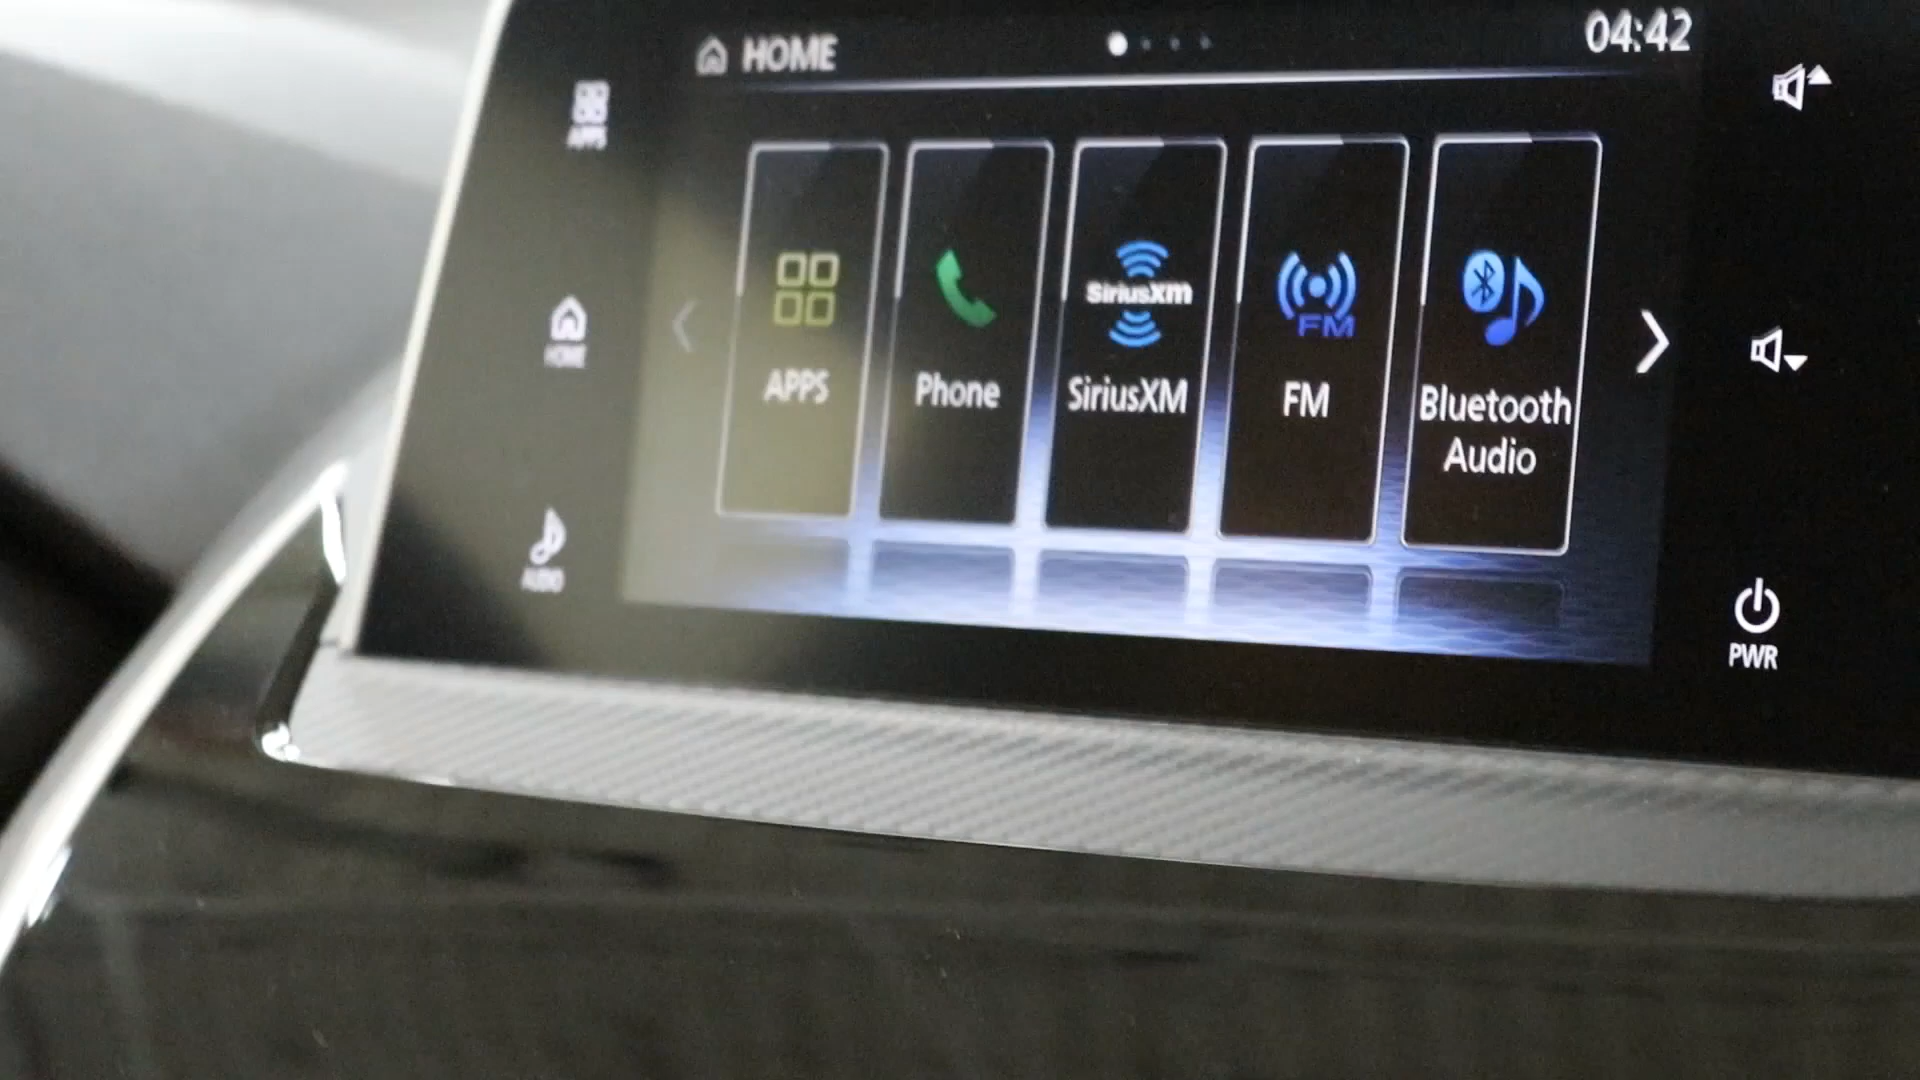 HOME
04:42
APPS
HOME
AUDIO
SiriusXm
FM
APPS
Phone
SiriusXM
FM
Bluetooth
Audio
PWR